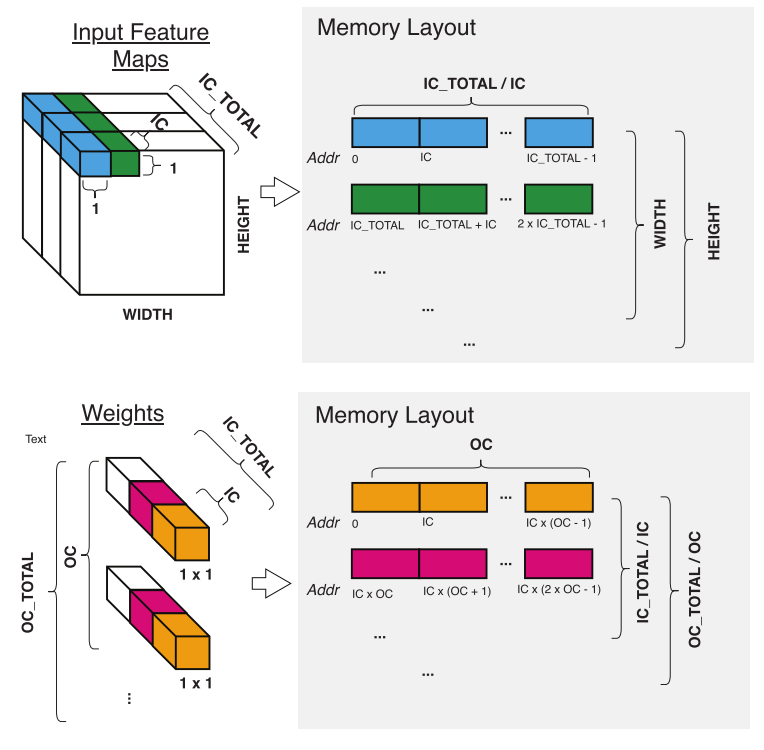 Input Feature
Maps
IC_TOTAL
IC
1
1
HEIGHT
WIDTH
Memory Layout
IC_TOTAL / IC
...
Addr
0
IC
IC_TOTAL - 1
...
Addr
IC_TOTAL
IC_TOTAL + IC
2 x IC_TOTAL - 1
...
...
...
WIDTH
HEIGHT
Weights
Text
IC_TOTAL
IC
OC_TOTAL
OC
1 x 1
1 x 1
...
Memory Layout
OC
...
Addr
0
IC
IC x (OC - 1)
...
Addr
IC x OC
IC x (OC + 1)
IC x (2 x OC - 1)
...
...
IC_TOTAL / IC
OC_TOTAL / OC